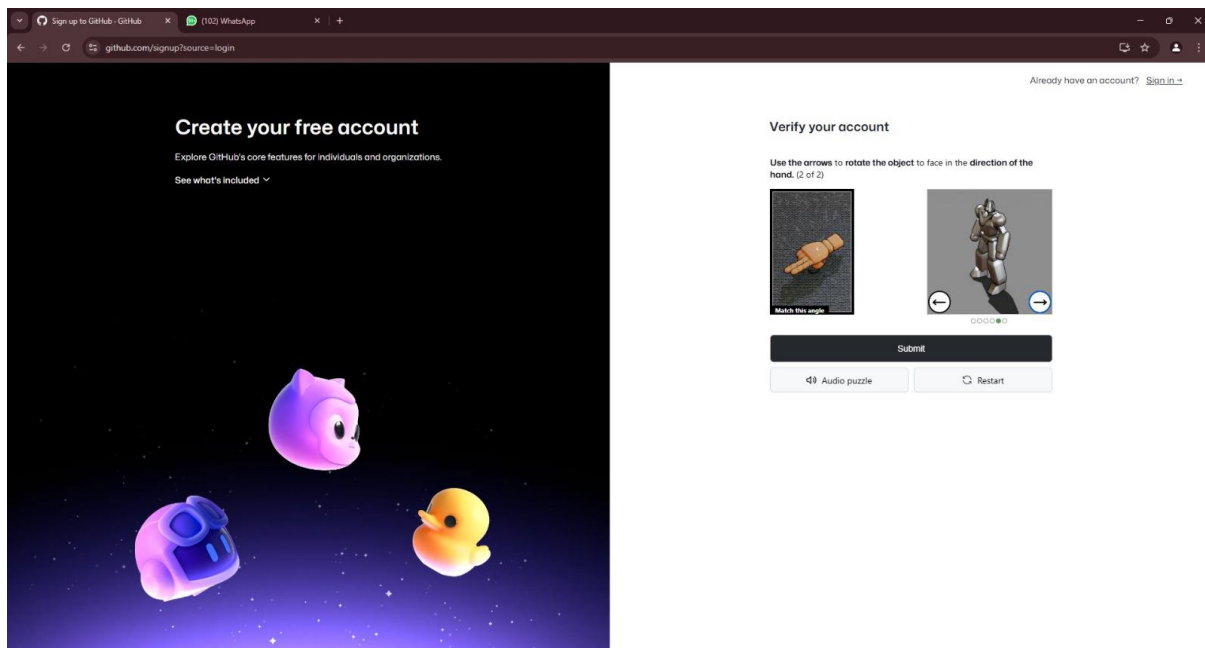 Sign up to GitHub · GitHub
(102) WhatsApp
github.com/signup?source=login
Already have an account? Sign in →
Create your free account
Explore GitHub's core features for individuals and organizations.
See what's included
Verify your account
Use the arrows to rotate the object to face in the direction of the
hand. (2 of 2)
Match this angle
Submit
Audio puzzle
Restart